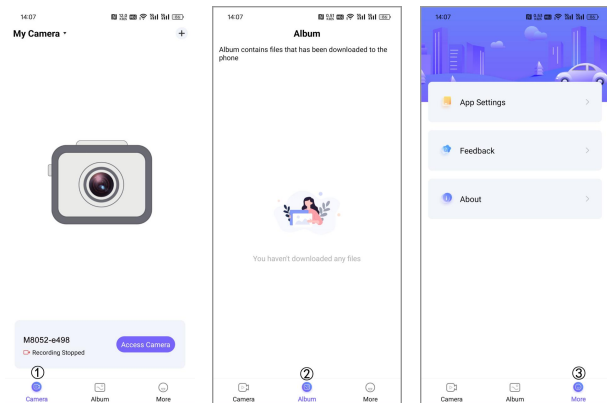 14:07
My Camera
+
M8052-e498
Recording Stopped
Access Camera
①
Camera
Album
More
14:07
Album
Album contains files that has been downloaded to the
phone
You haven't downloaded any files
②
Camera
Album
More
14:07
App Settings
Feedback
About
③
Camera
Album
More